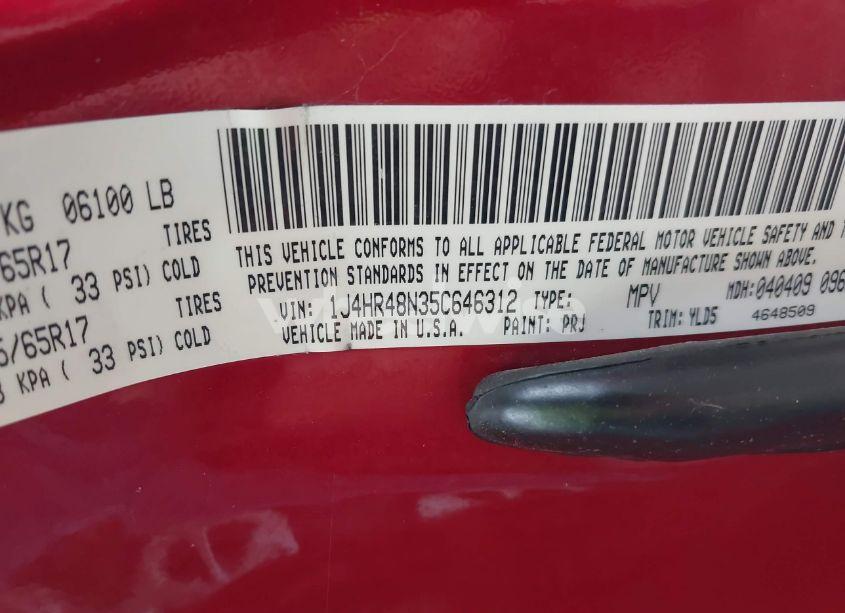 KG 06100 LB
65R17 TIRES
KPA ( 33 PSI) COLD
/65R17 TIRES
KPA ( 33 PSI) COLD
THIS VEHICLE CONFORMS TO ALL APPLICABLE FEDERAL MOTOR VEHICLE SAFETY AND
PREVENTION STANDARDS IN EFFECT ON THE DATE OF MANUFACTURE SHOWN ABOVE.
VIN: 1J4HR48N35C646312 TYPE: MPV MDH:040409 096
VEHICLE MADE IN U.S.A. PAINT: PRJ TRIM: YLD5 4648509